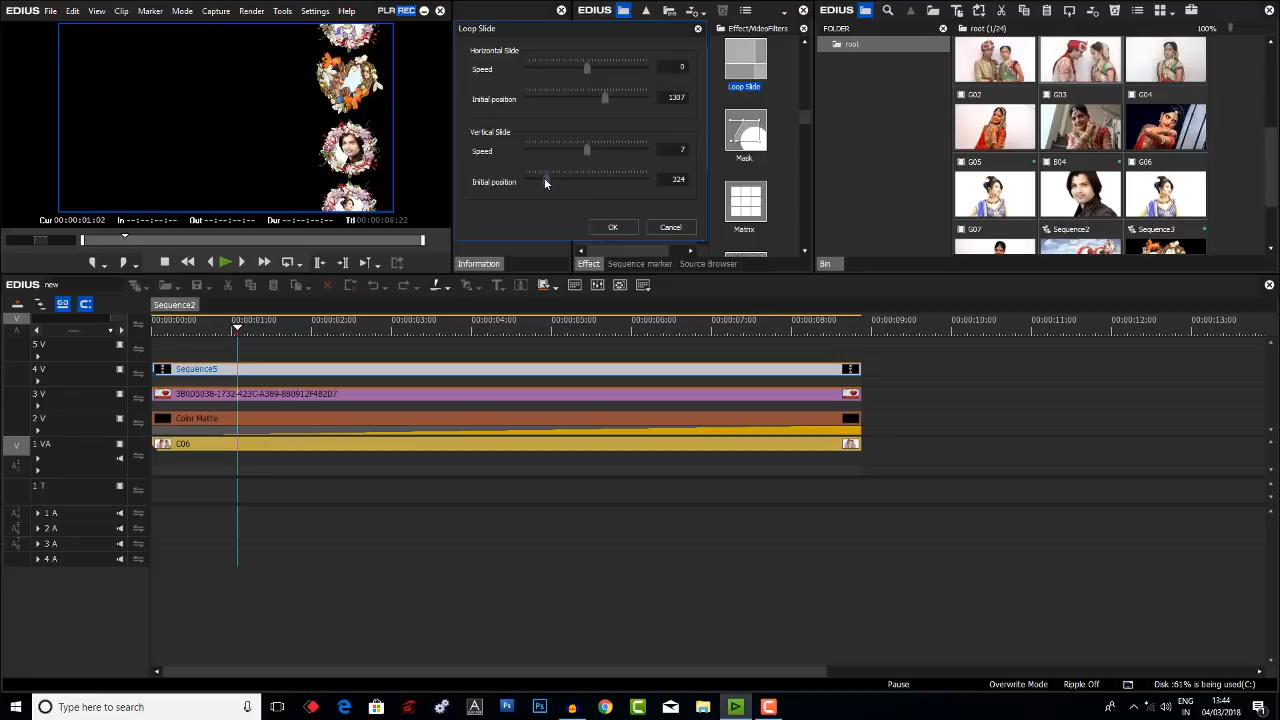 EDIUS File Edit View Clip Marker Mode Capture Render Tools Settings Help PLR REC
Cur 00:00:01:02 In --:--:--:-- Out --:--:--:-- Dur --:--:--:-- Ttl 00:00:08:22
Loop Slide
Horizontal Slide
Speed 0
Initial position 1307
Vertical Slide
Speed 7
Initial position 324
OK Cancel
Information
EDIUS
Effect/VideoFilters
Loop Slide
Mask
Matrix
Effect Sequence marker Source Browser
EDIUS
FOLDER root (1/24) 100%
root
G02 G03 G04
G05 B04 G06
G07 Sequence2 Sequence3
Bin
EDIUS new
Sequence2
00:00:00:00 00:00:01:00 00:00:02:00 00:00:03:00 00:00:04:00 00:00:05:00 00:00:06:00 00:00:07:00 00:00:08:00 00:00:09:00 00:00:10:00 00:00:11:00 00:00:12:00 00:00:13:00
V
A
5 V
4 V Sequence5
3 V 3B0D5038-1732-423C-A3B9-8B0912F4B2D7
2 V Color Matte
V 1 VA C06
1 T
1 A
2 A
3 A
4 A
Pause Overwrite Mode Ripple Off Disk :61% is being used(C:)
Type here to search
ENG 13:44
IN 04/03/2018